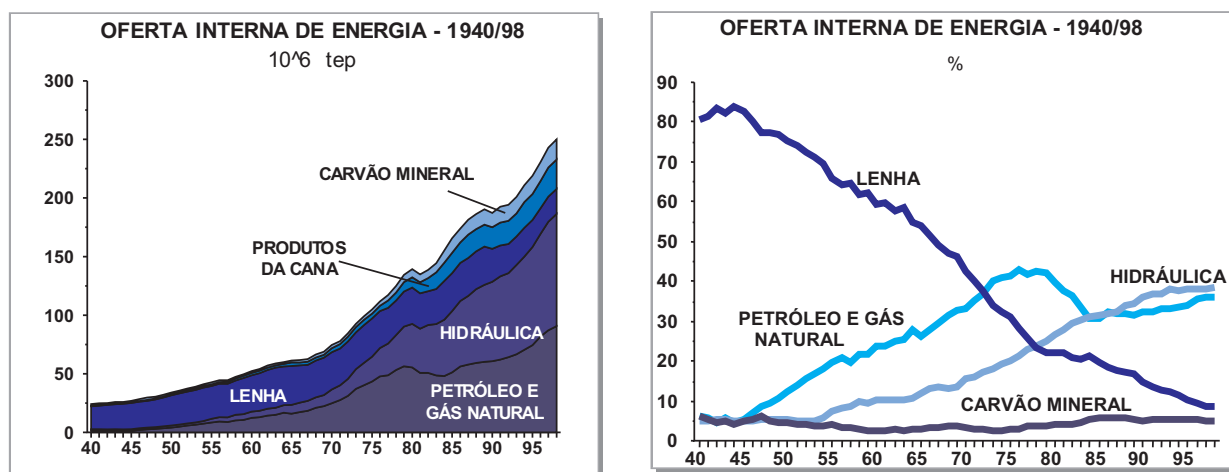 OFERTA INTERNA DE ENERGIA - 1940/98
10^6 tep
300
250
200
150
100
50
0
CARVÃO MINERAL
PRODUTOS
DA CANA
HIDRÁULICA
LENHA
PETRÓLEO E
GÁS NATURAL
40 45 50 55 60 65 70 75 80 85 90 95
OFERTA INTERNA DE ENERGIA - 1940/98
%
90
80
70
60
50
40
30
20
10
0
LENHA
HIDRÁULICA
PETRÓLEO E GÁS
NATURAL
CARVÃO MINERAL
40 45 50 55 60 65 70 75 80 85 90 95